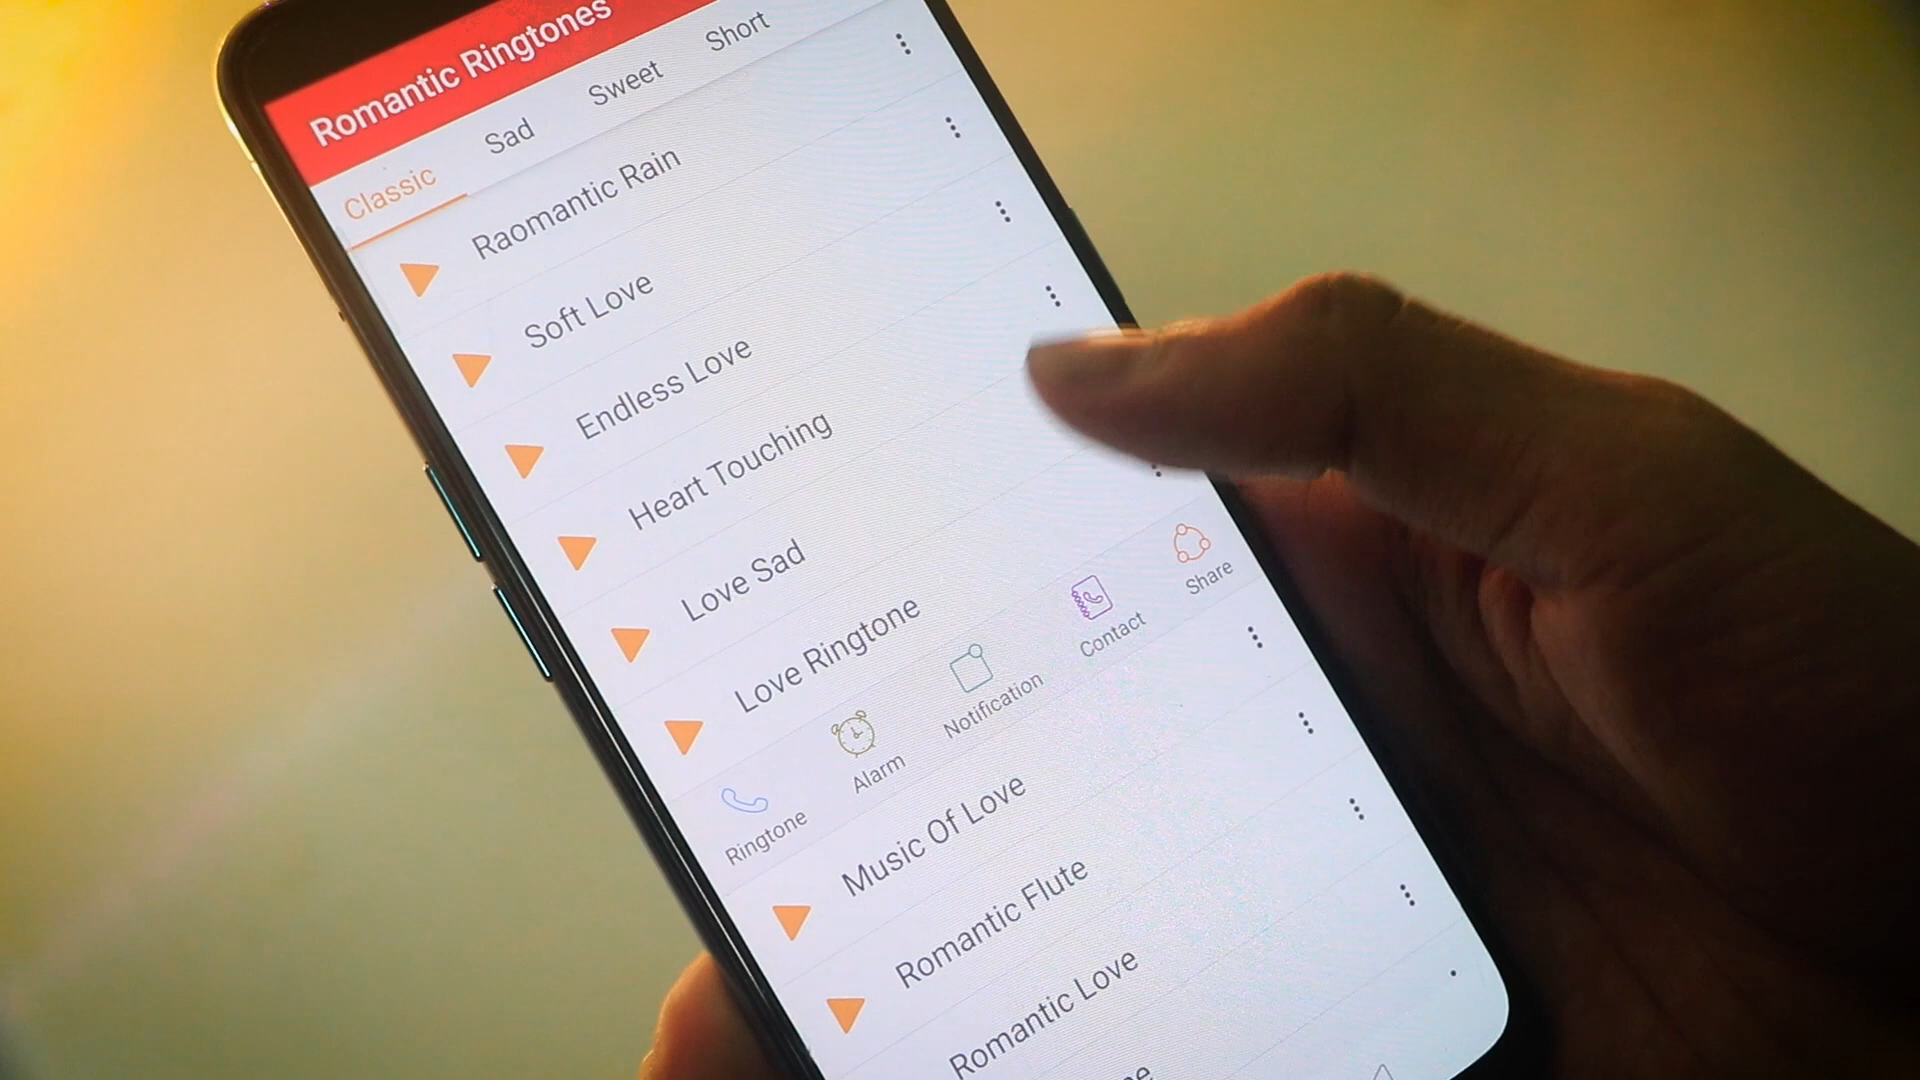 Romantic Ringtones
Classic Sad Sweet Short
Raomantic Rain
Soft Love
Endless Love
Heart Touching
Love Sad
Love Ringtone
Ringtone Alarm Notification Contact Share
Music Of Love
Romantic Flute
Romantic Love